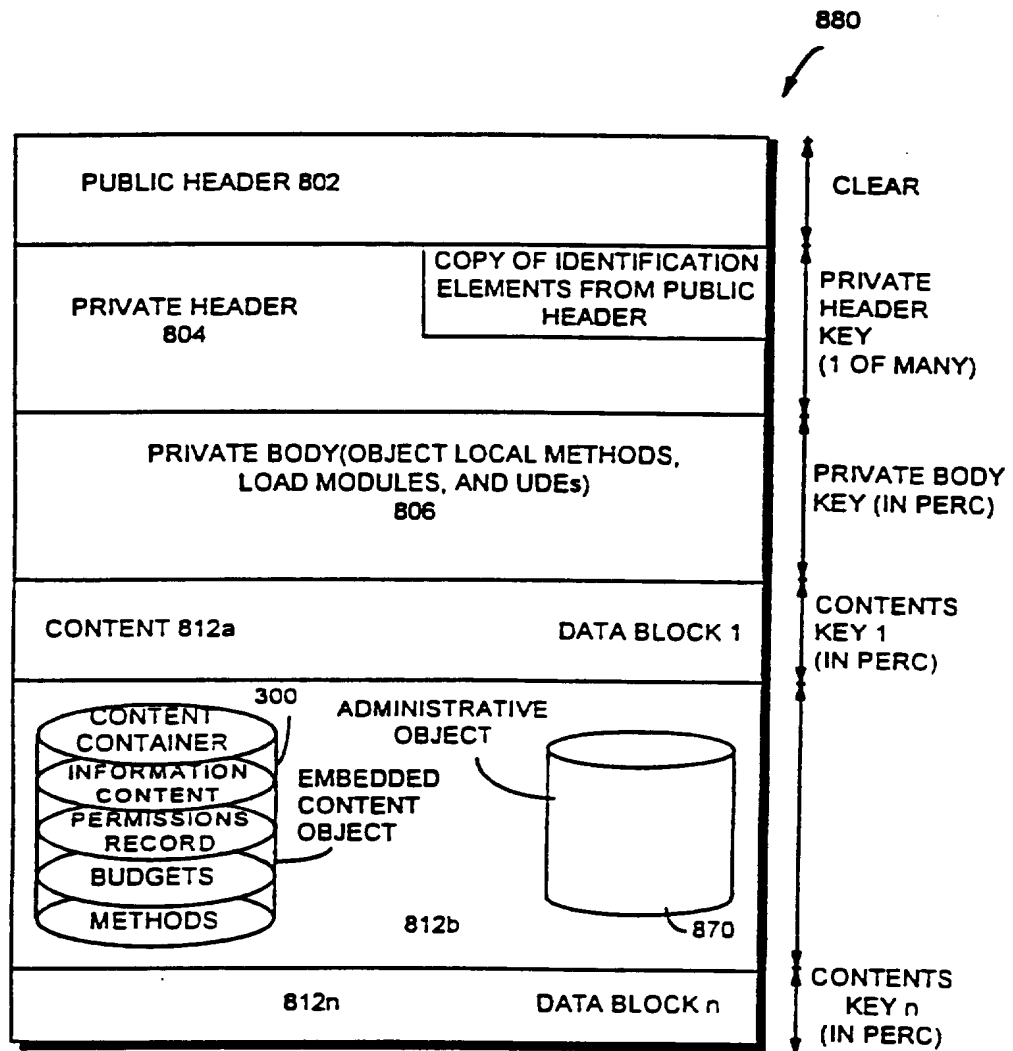 880
PUBLIC HEADER 802
CLEAR
COPY OF IDENTIFICATION
ELEMENTS FROM PUBLIC
HEADER
PRIVATE HEADER
804
PRIVATE
HEADER
KEY
(1 OF MANY)
PRIVATE BODY(OBJECT LOCAL METHODS,
LOAD MODULES, AND UDEs)
806
PRIVATE BODY
KEY (IN PERC)
CONTENT 812a
DATA BLOCK 1
CONTENTS
KEY 1
(IN PERC)
300
CONTENT
CONTAINER
INFORMATION
CONTENT
PERMISSIONS
RECORD
BUDGETS
METHODS
EMBEDDED
CONTENT
OBJECT
ADMINISTRATIVE
OBJECT
812b
870
812n
DATA BLOCK n
CONTENTS
KEY n
(IN PERC)